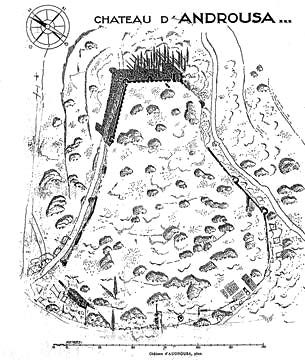 CHATEAU D'ANDROUSA...
Château d'ANDROUSA, plan.